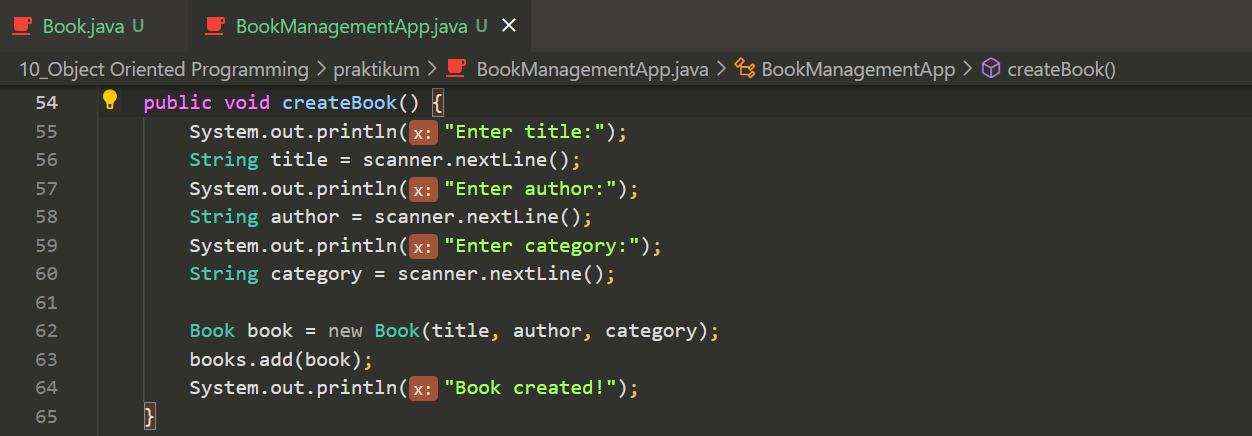 Book.java U BookManagementApp.java U ×
10_Object Oriented Programming > praktikum > BookManagementApp.java > BookManagementApp > createBook()
54 public void createBook() {
55 System.out.println(x: "Enter title:");
56 String title = scanner.nextLine();
57 System.out.println(x: "Enter author:");
58 String author = scanner.nextLine();
59 System.out.println(x: "Enter category:");
60 String category = scanner.nextLine();
61
62 Book book = new Book(title, author, category);
63 books.add(book);
64 System.out.println(x: "Book created!");
65 }